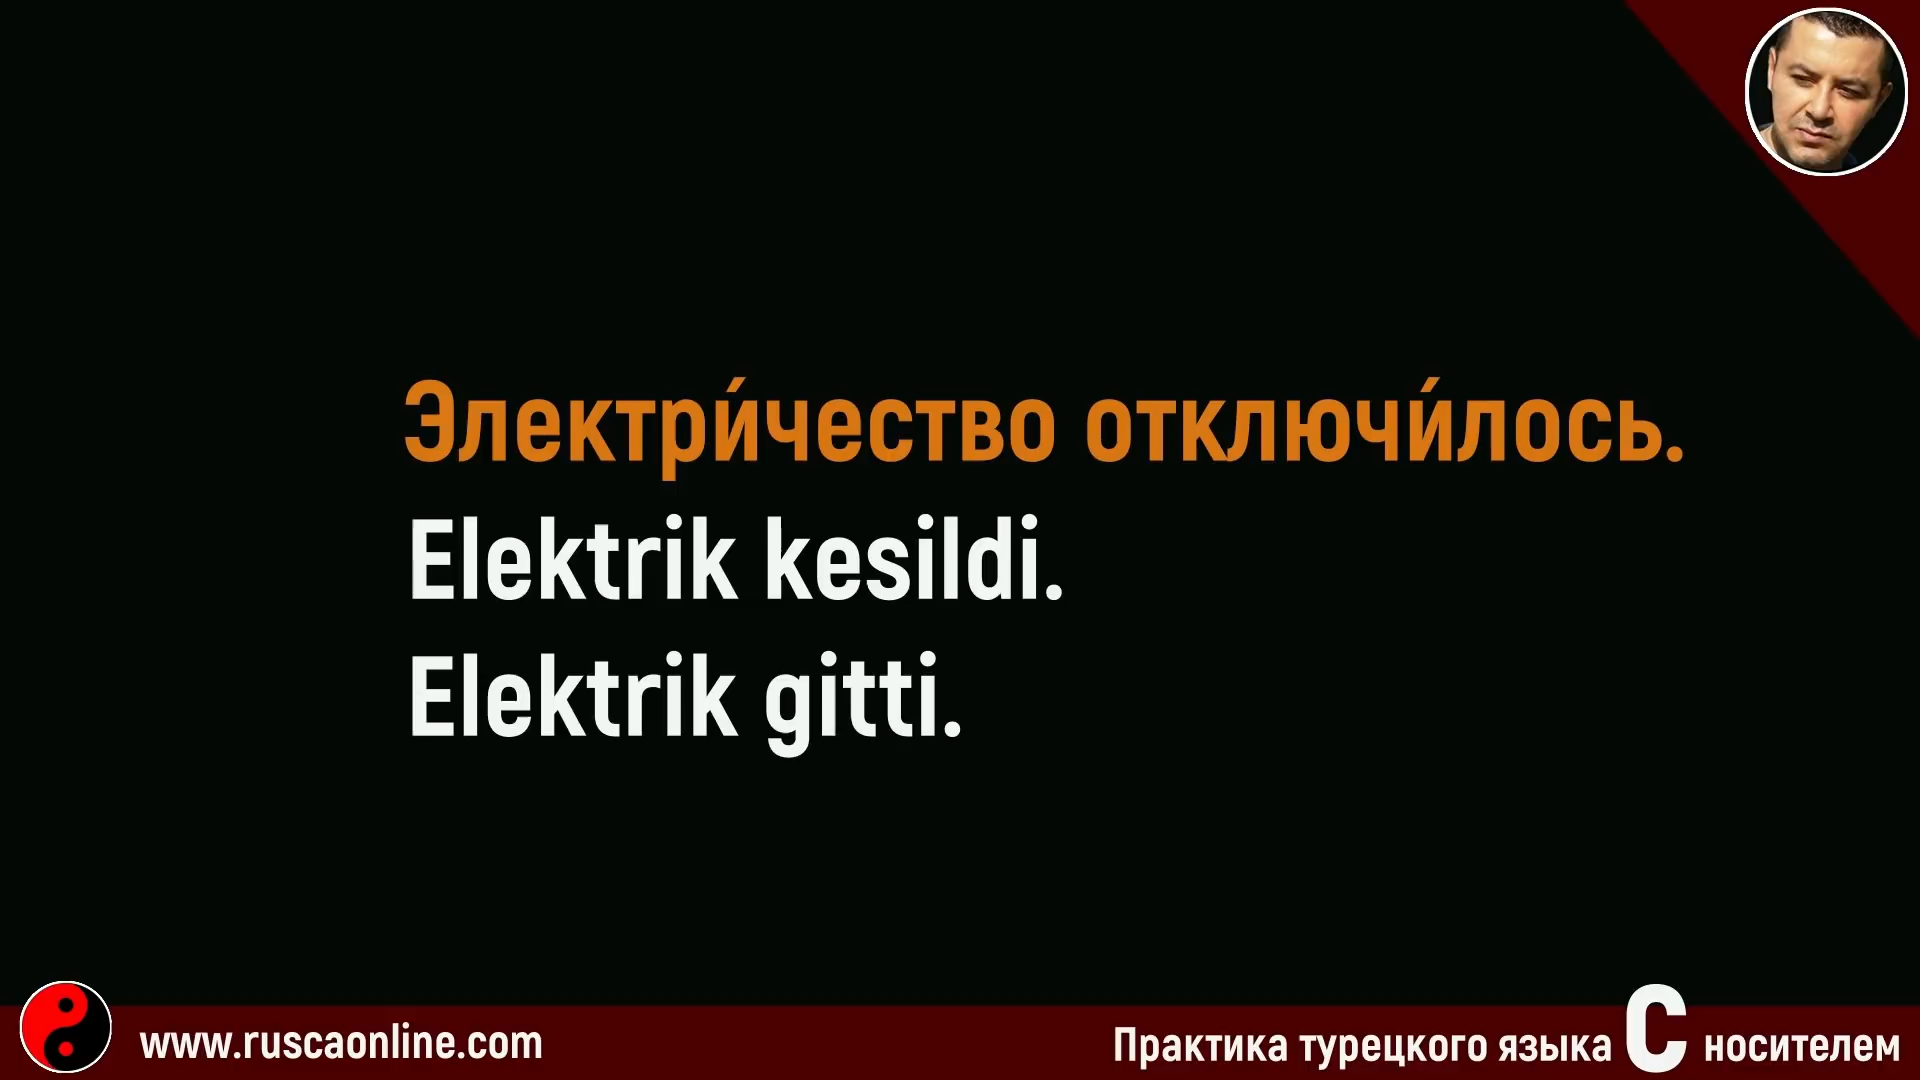 Электри́чество отключи́лось.
Elektrik kesildi.
Elektrik gitti.
www.ruscaonline.com
Практика турецкого языка С носителем